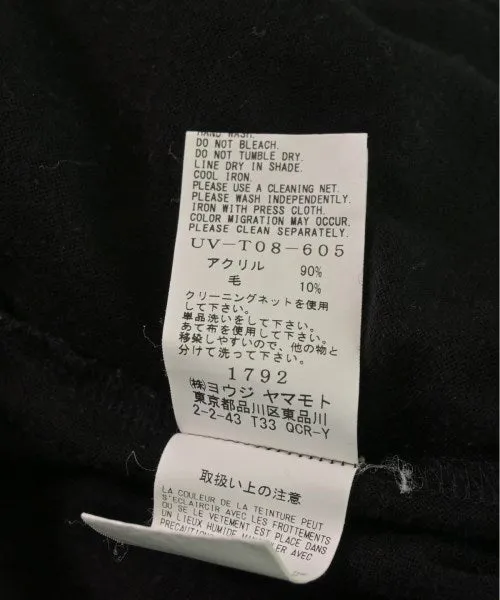 HAND WASH.
DO NOT BLEACH.
DO NOT TUMBLE DRY.
LINE DRY IN SHADE.
COOL IRON.
PLEASE USE A CLEANING NET.
PLEASE WASH INDEPENDENTLY.
IRON WITH PRESS CLOTH.
COLOR MIGRATION MAY OCCUR.
PLEASE CLEAN SEPARATELY.
UV-T08-605
アクリル 90%
毛 10%
クリーニングネットを使用
して下さい。
単品洗いをして下さい。
あて布を使用して下さい。
移染しやすいので、他の物と
分けて洗って下さい。
1792
㈱ヨウジ ヤマモト
東京都品川区東品川
2-2-43 T33 QCR-Y
取扱い上の注意
LA COULEUR DE LA TEINTURE PEUT
S'ECLAIRCIR AVEC LES FROTTEMENTS
OU SE LE VETEMENT EST PLACE DANS
UN LIEUX HUMIDE
PRECAUTION AVEC